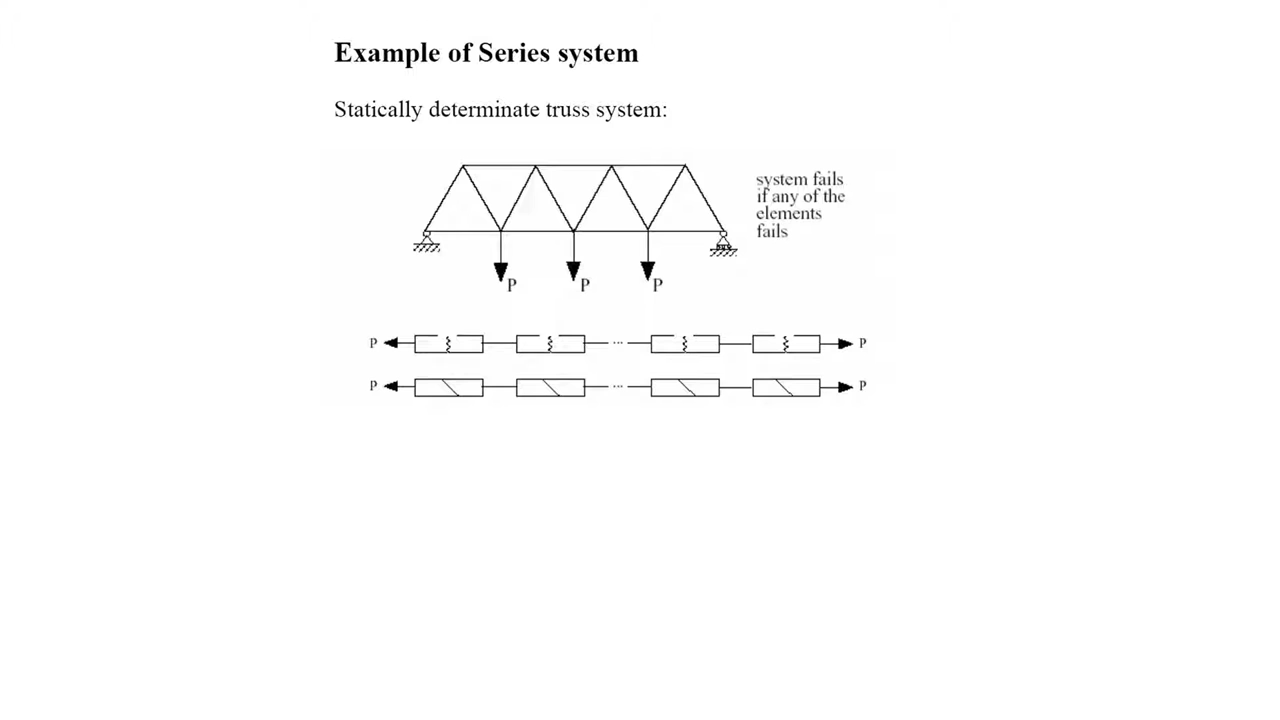 Example of Series system
Statically determinate truss system:
system fails
if any of the
elements
fails
P P P
P ... P
P ... P